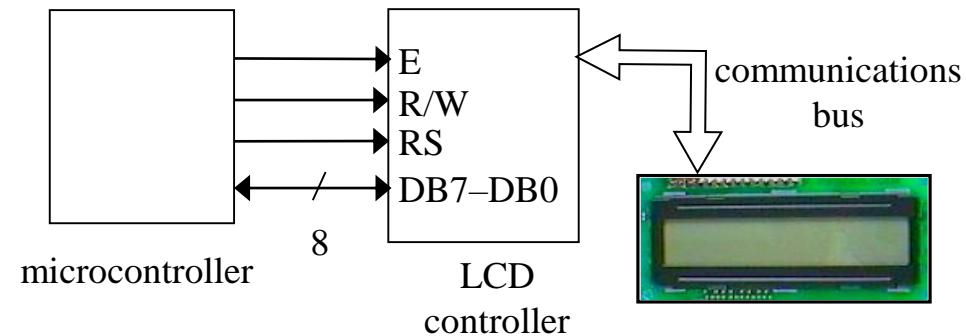 E
R/W
RS
DB7–DB0
8
microcontroller
LCD
controller
communications
bus